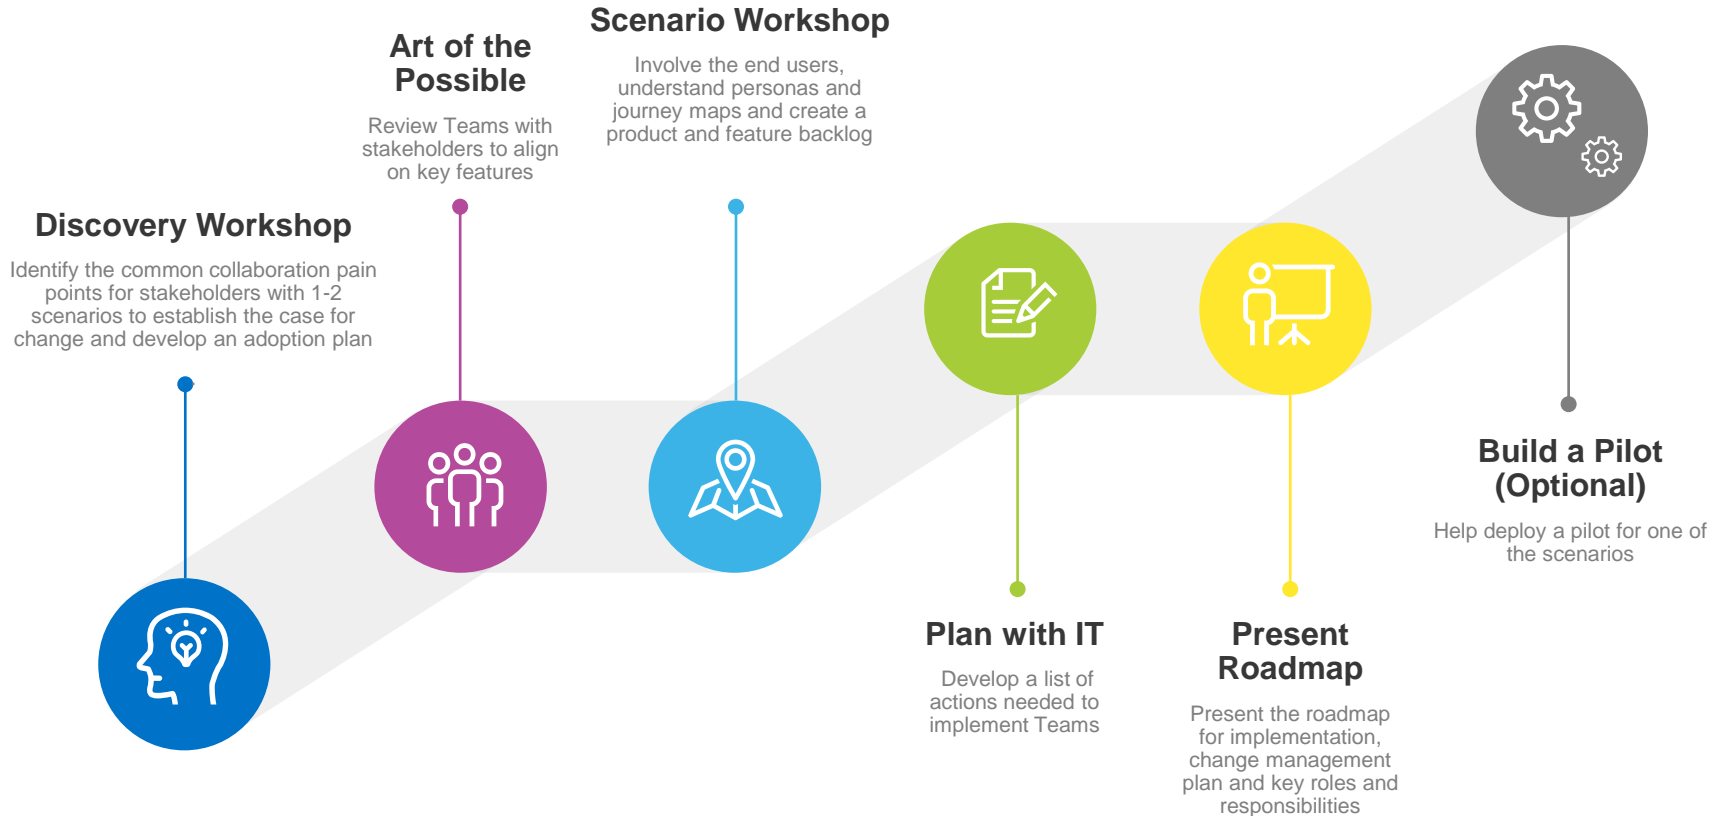 Discovery Workshop
Identify the common collaboration pain
points for stakeholders with 1-2
scenarios to establish the case for
change and develop an adoption plan
Art of the
Possible
Review Teams with
stakeholders to align
on key features
Scenario Workshop
Involve the end users,
understand personas and
journey maps and create a
product and feature backlog
Plan with IT
Develop a list of
actions needed to
implement Teams
Present
Roadmap
Present the roadmap
for implementation,
change management
plan and key roles and
responsibilities
Build a Pilot
(Optional)
Help deploy a pilot for one of
the scenarios